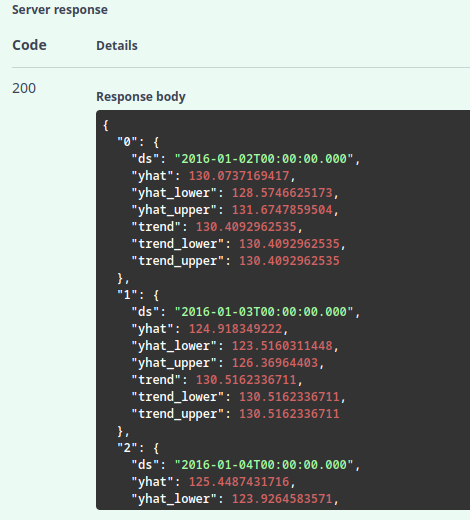 Server response
Code Details
200
Response body
{
"0": {
"ds": "2016-01-02T00:00:00.000",
"yhat": 130.0737169417,
"yhat_lower": 128.5746625173,
"yhat_upper": 131.6747859504,
"trend": 130.4092962535,
"trend_lower": 130.4092962535,
"trend_upper": 130.4092962535
},
"1": {
"ds": "2016-01-03T00:00:00.000",
"yhat": 124.918349222,
"yhat_lower": 123.5160311448,
"yhat_upper": 126.36964403,
"trend": 130.5162336711,
"trend_lower": 130.5162336711,
"trend_upper": 130.5162336711
},
"2": {
"ds": "2016-01-04T00:00:00.000",
"yhat": 125.4487431716,
"yhat_lower": 123.9264583571,